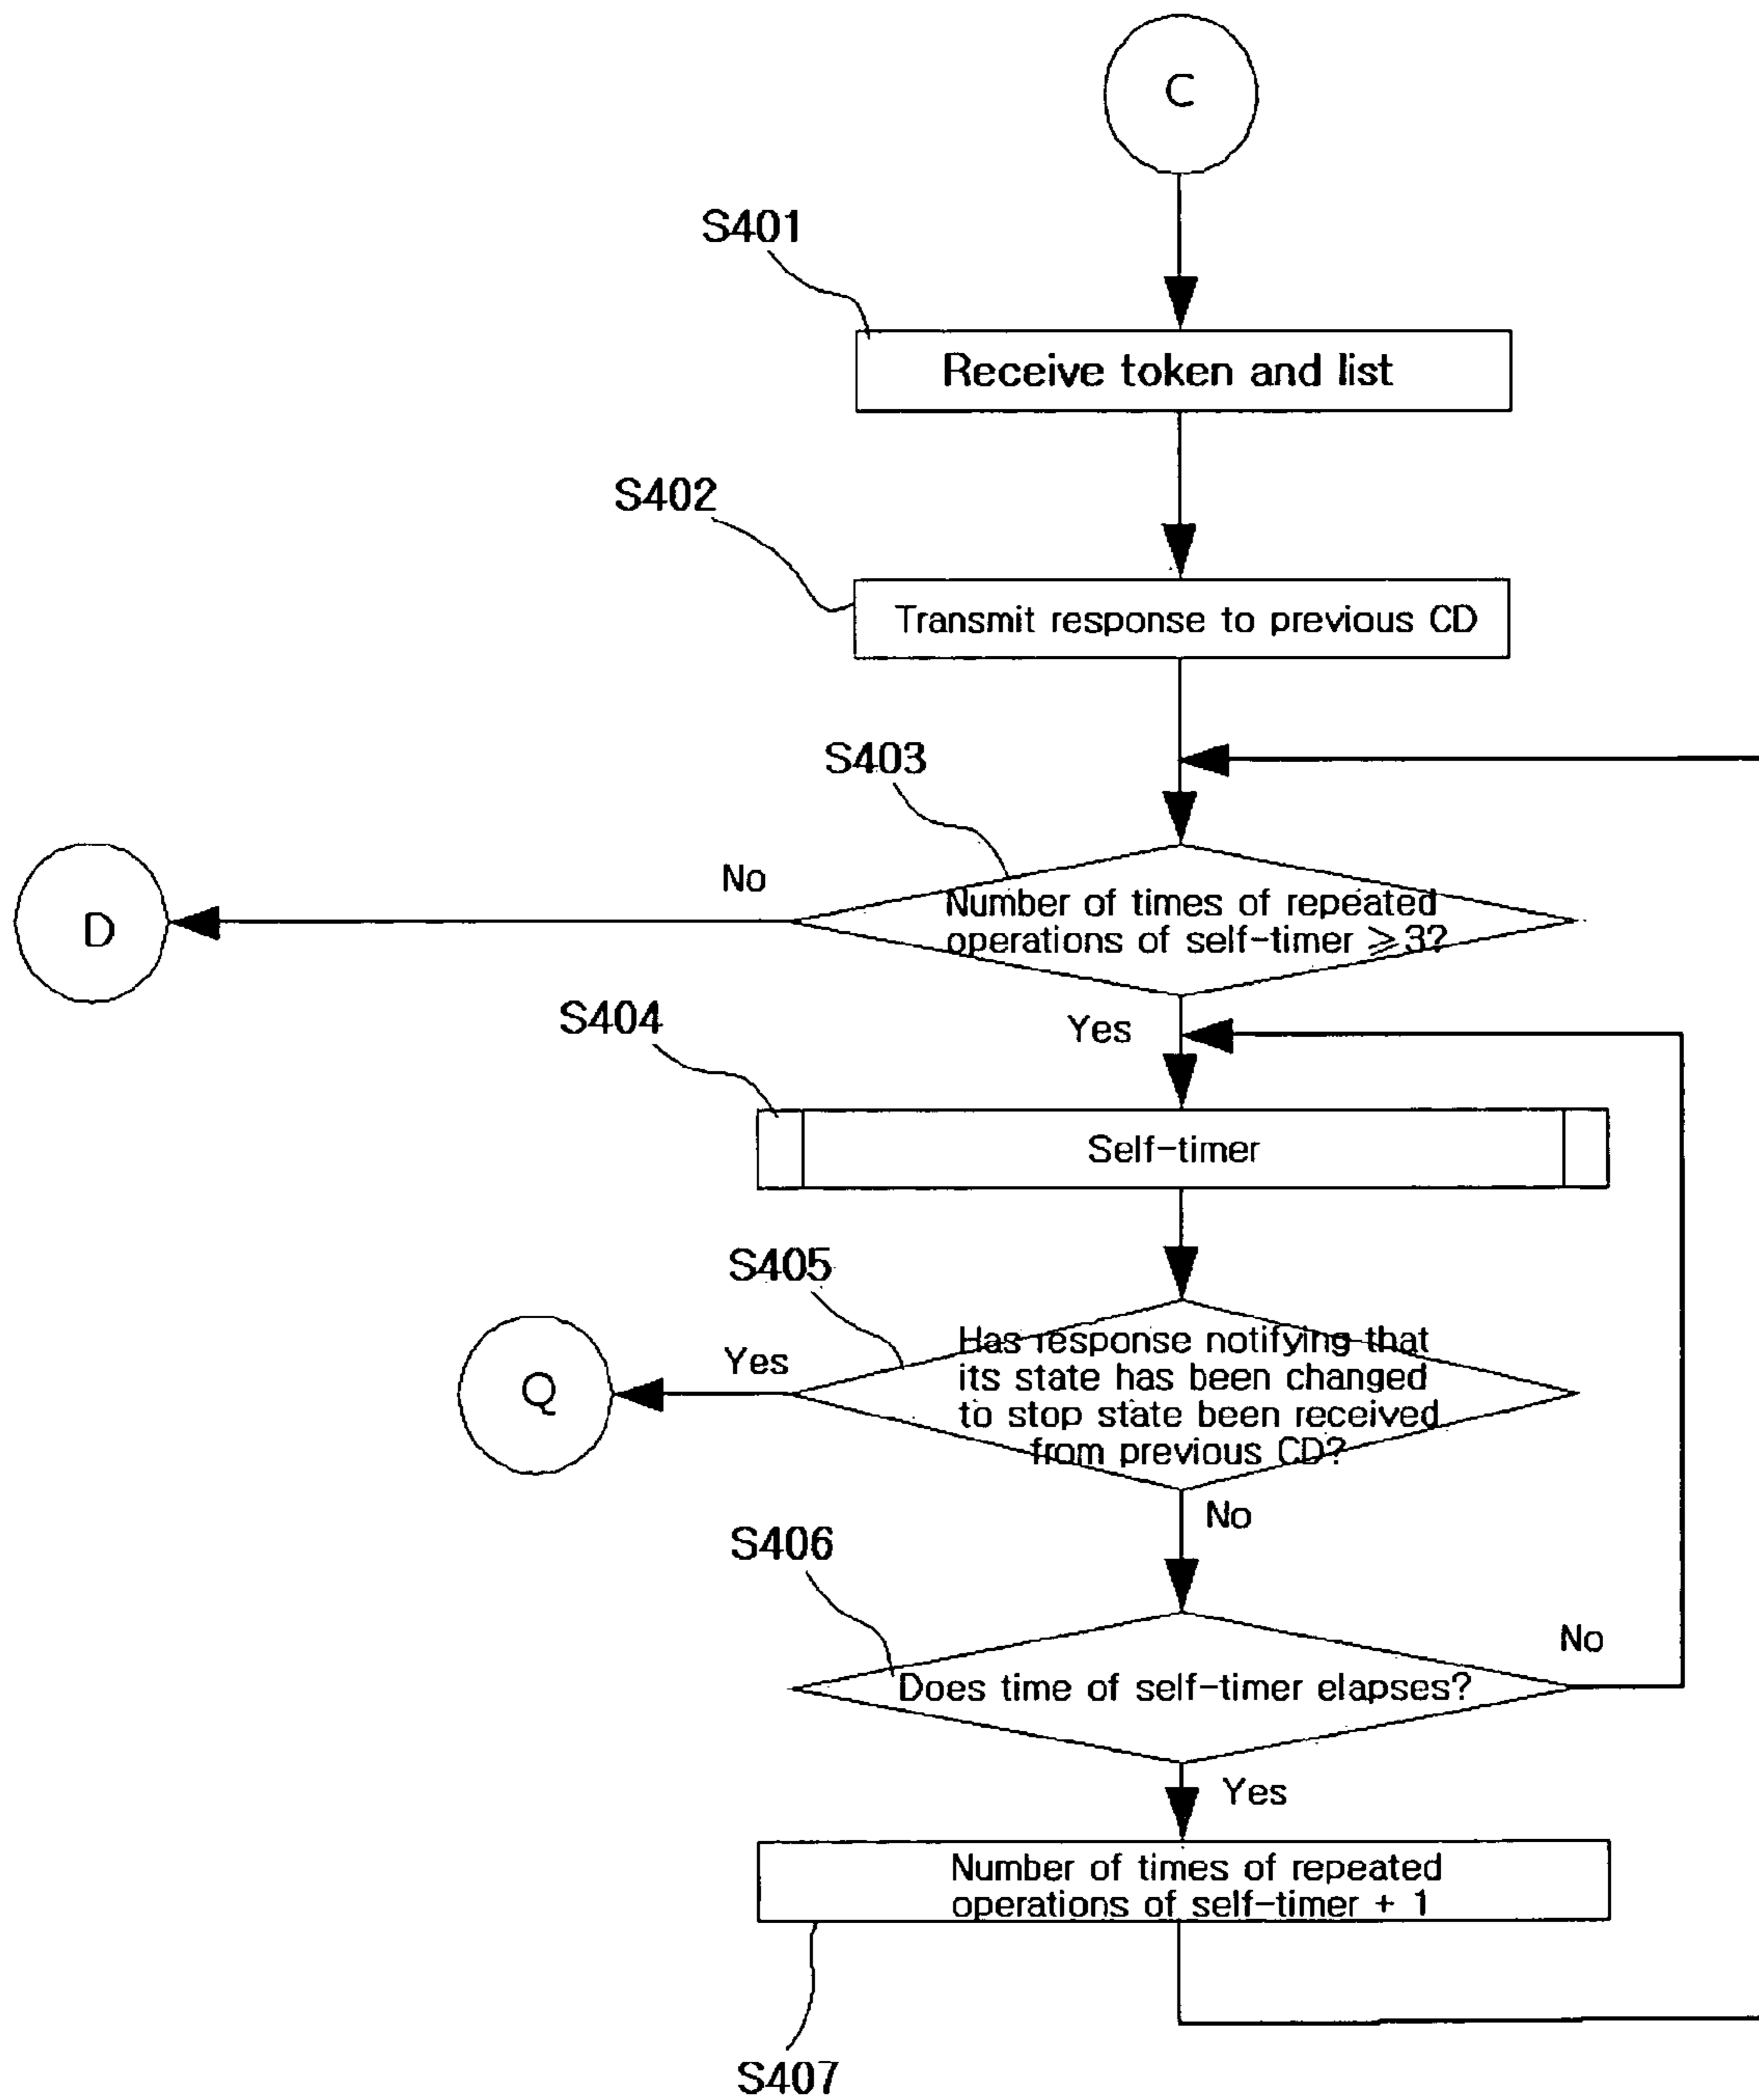 C
S401
Receive token and list
S402
Transmit response to previous CD
S403
No
Number of times of repeated
operations of self-timer ≥3?
D
S404
Yes
Self-timer
S405
Has response notifying that
its state has been changed
to stop state been received
from previous CD?
Yes
Q
No
S406
No
Does time of self-timer elapses?
Yes
Number of times of repeated
operations of self-timer + 1
S407